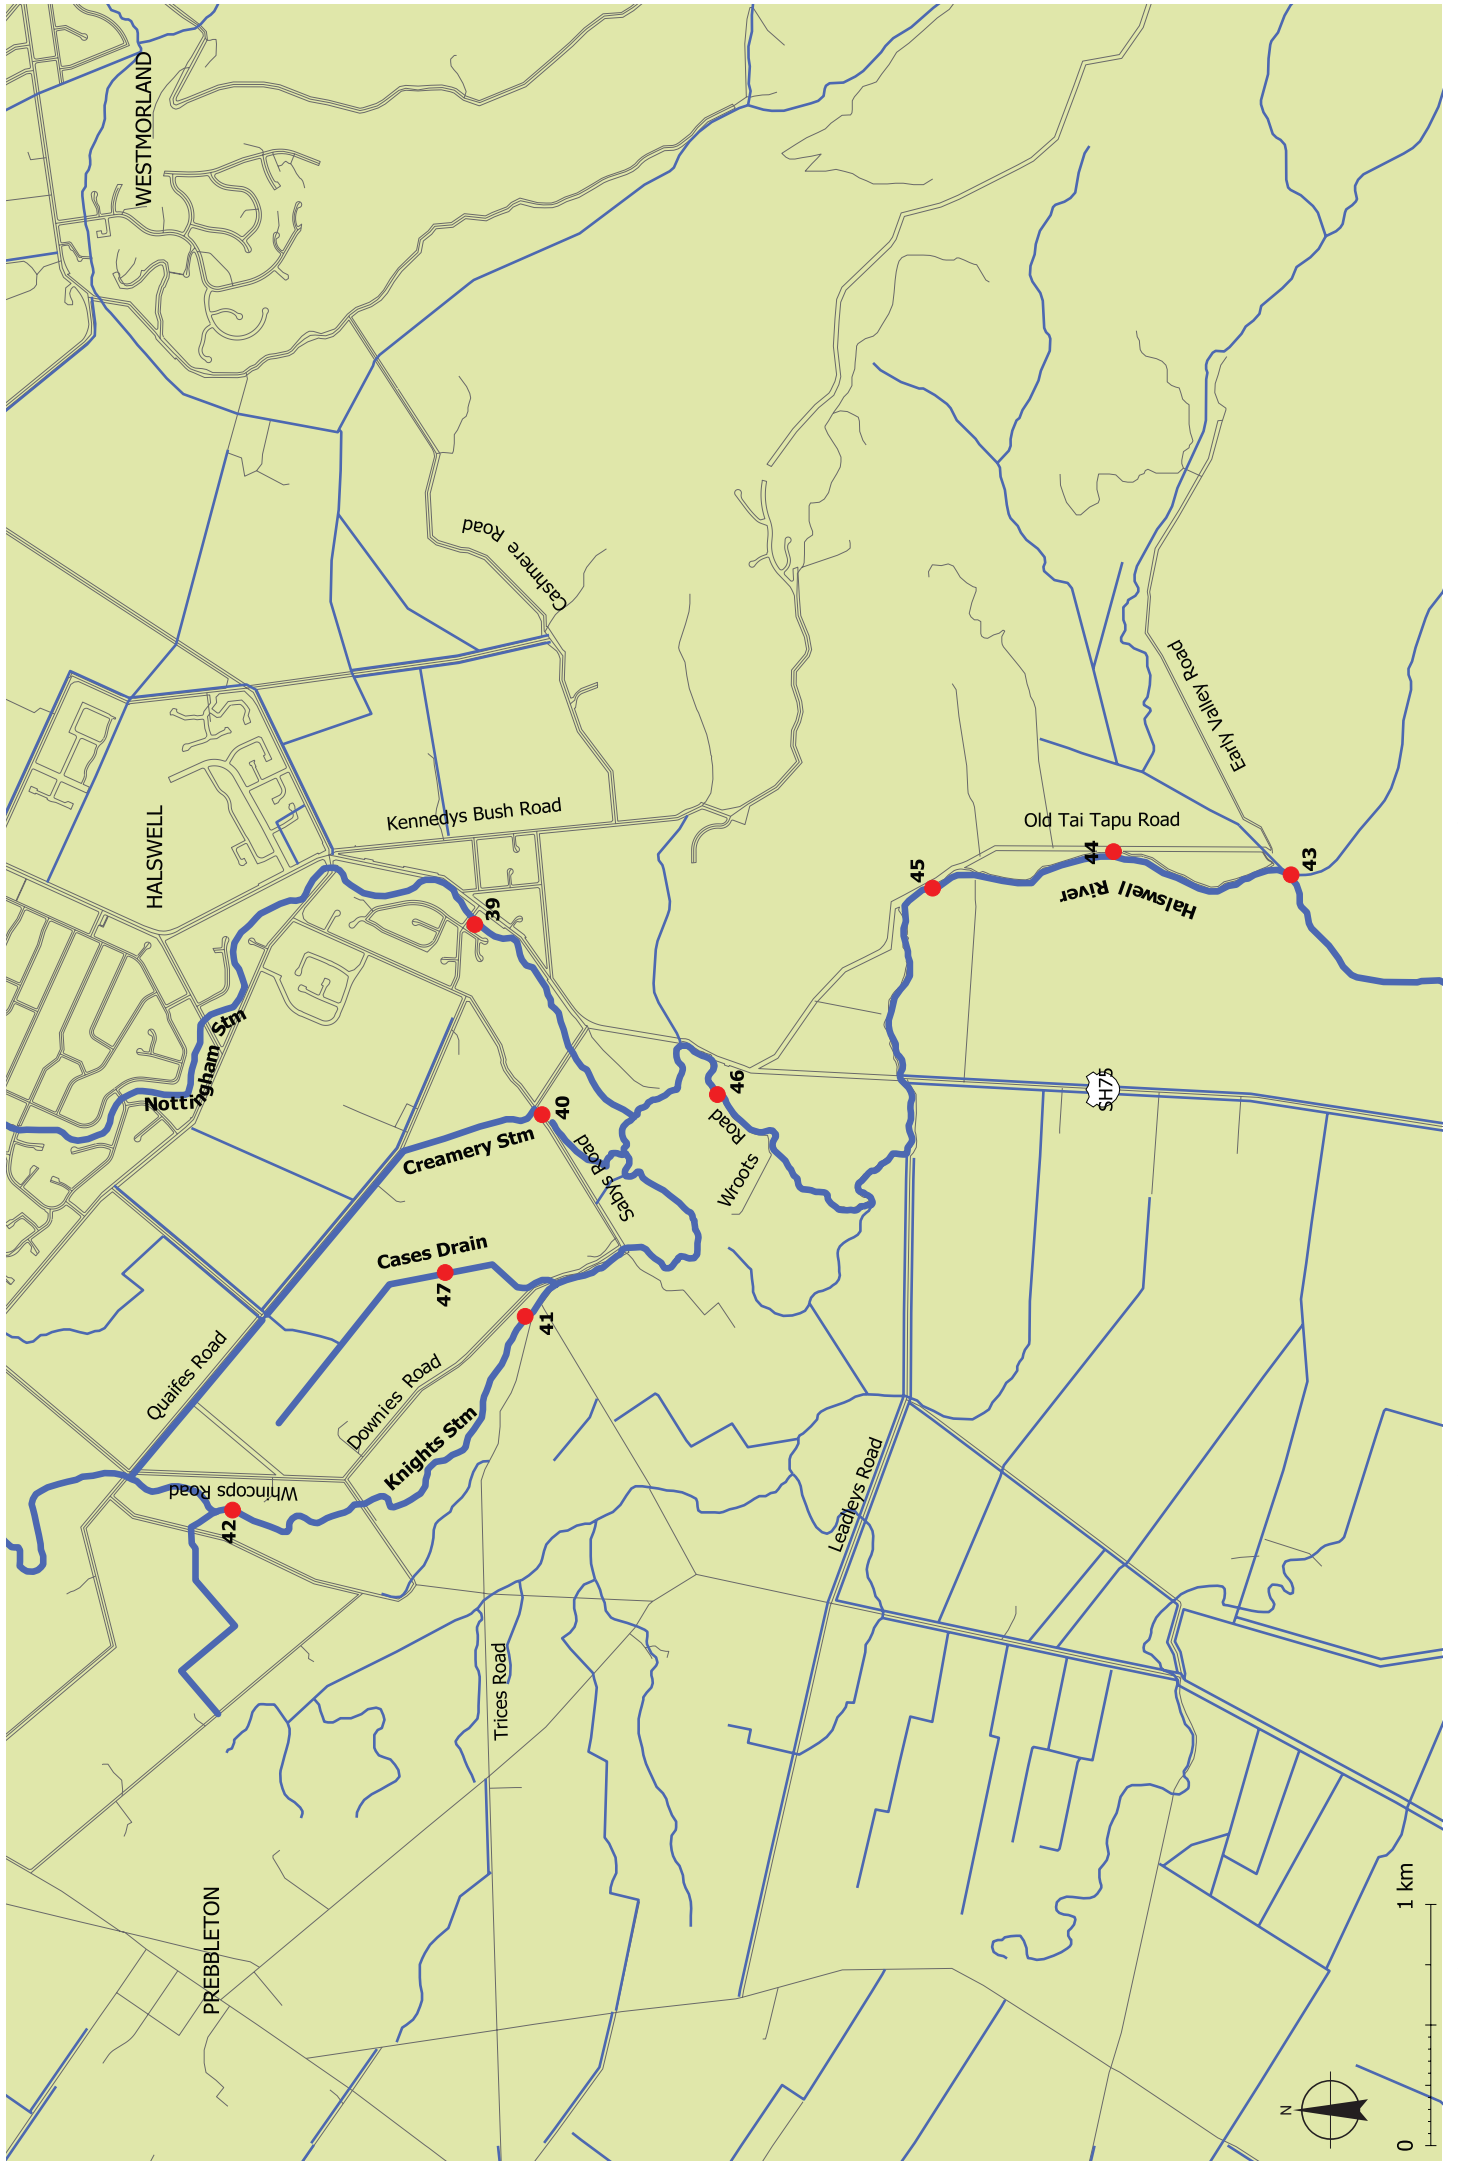 WESTMORLAND
Cashmere Road
Early Valley Road
HALSWELL
Kennedys Bush Road
Old Tai Tapu Road
39
45
44
43
Halswell River
Nottingham Stm
40
46
SH75
Creamery Stm
Sabys Road
Wroots Road
Cases Drain
47
41
Quaifes Road
Downies Road
Knights Stm
Whincops Road
42
Leadleys Road
Trices Road
PREBBLETON
N
0
1 km